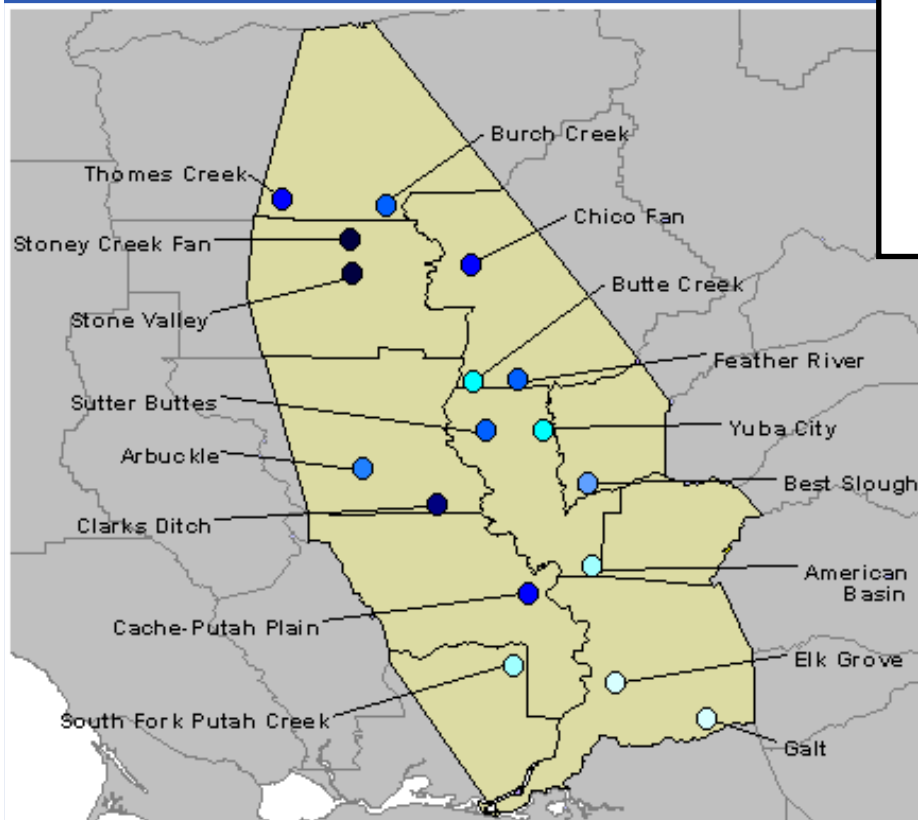 Burch Creek
Thomes Creek
Chico Fan
Stoney Creek Fan
Butte Creek
Stone Valley
Feather River
Sutter Buttes
Yuba City
Arbuckle
Best Slough
Clarks Ditch
American
Basin
Cache-Putah Plain
Elk Grove
South Fork Putah Creek
Galt